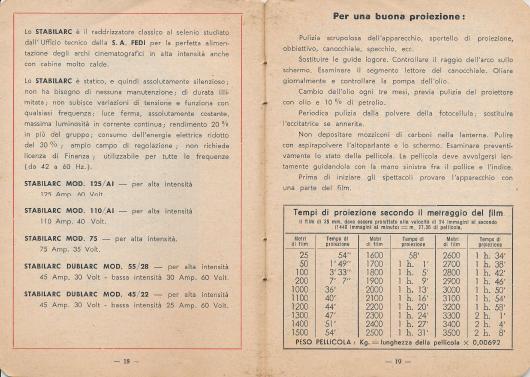 Lo STABILARC è il raddrizzatore classico al selenio studiato
dall'Ufficio tecnico della S. A. FEDI per la perfetta alimen-
tazione degli archi cinematografici in alta intensità anche
con cabine molto calde.
Lo STABILARC è statico, e quindi assolutamente silenzioso;
non ha bisogno di nessuna manutenzione; di durata illi-
mitata; non subisce variazioni di tensione e funziona con
qualsiasi frequenza; luce ferma, assolutamente costante,
massima luminosità in corrente continua; rendimento 20 %
in più del gruppo; consumo dell'energia elettrica ridotto
del 30 %; ampio campo di regolazione; non richiede
licenza di Finanza; utilizzabile per tutte le frequenze
(da 42 a 60 Hz.).
STABILARC MOD. 125/AI — per alta intensità
125 Amp. 60 Volt.
STABILARC MOD. 110/AI — per alta intensità
110 Amp. 40 Volt.
STABILARC MOD. 75 — per alta intensità
75 Amp. 35 Volt.
STABILARC DUBLARC MOD. 55/28 — per alta intensità
45 Amp. 30 Volt - bassa intensità 30 Amp. 60 Volt.
STABILARC DUBLARC MOD. 45/22 — per alta intensità
45 Amp. 30 Volt - bassa intensità 25 Amp. 60 Volt.
— 18 —
Per una buona proiezione:
Pulizia scrupolosa dell'apparecchio, sportello di proiezione,
obbiettivo, canocchiale, specchio, ecc.
Sostituire le guide logore. Controllare il raggio dell'arco sullo
schermo. Esaminare il segmento lettore del canocchiale. Oliare
giornalmente e controllare la pompa dell'olio.
Cambio dell'olio ogni tre mesi, previa pulizia del proiettore
con olio e 10 % di petrolio.
Periodica pulizia dalla polvere della fotocellula; sostituire
l'eccitatrice se annerita.
Non depositare mozziconi di carboni nella lanterna. Pulire
con aspirapolvere l'altoparlante e lo schermo. Esaminare preventi-
vamente lo stato della pellicola. La pellicola deve avvolgersi len-
tamente guidandola con la mano sinistra fra il pollice e l'indice.
Prima di iniziare gli spettacoli provare l'apparecchio con
una parte del film.
Tempi di proiezione secondo il metraggio del film
Il film di 35 mm. deve essere proiettato alla velocità di 24 immagini al secondo
(1440 immagini al minuto) = m. 27,36 di pellicola.
Metri di film Tempo di proiezione Metri di film Tempo di proiezione Metri di film Tempo di proiezione
25 54" 1600 58' 2600 1 h. 34'
50 1' 49" 1700 1 h. 1' 2700 1 h. 38'
100 3' 33" 1800 1 h. 5' 2800 1 h. 42'
200 7' 7" 1900 1 h. 9' 2900 1 h. 46'
1000 36' 2000 1 h. 13' 3000 1 h. 50'
1100 40' 2100 1 h. 16' 3100 1 h. 54'
1200 44' 2200 1 h. 20' 3200 1 h. 58'
1300 47' 2300 1 h. 24' 3300 2 h. 1'
1400 51' 2400 1 h. 27' 3400 2 h. 4'
1500 54' 2500 1 h. 31' 3500 2 h. 8'
PESO PELLICOLA: Kg. = lunghezza della pellicola × 0,00692
— 19 —